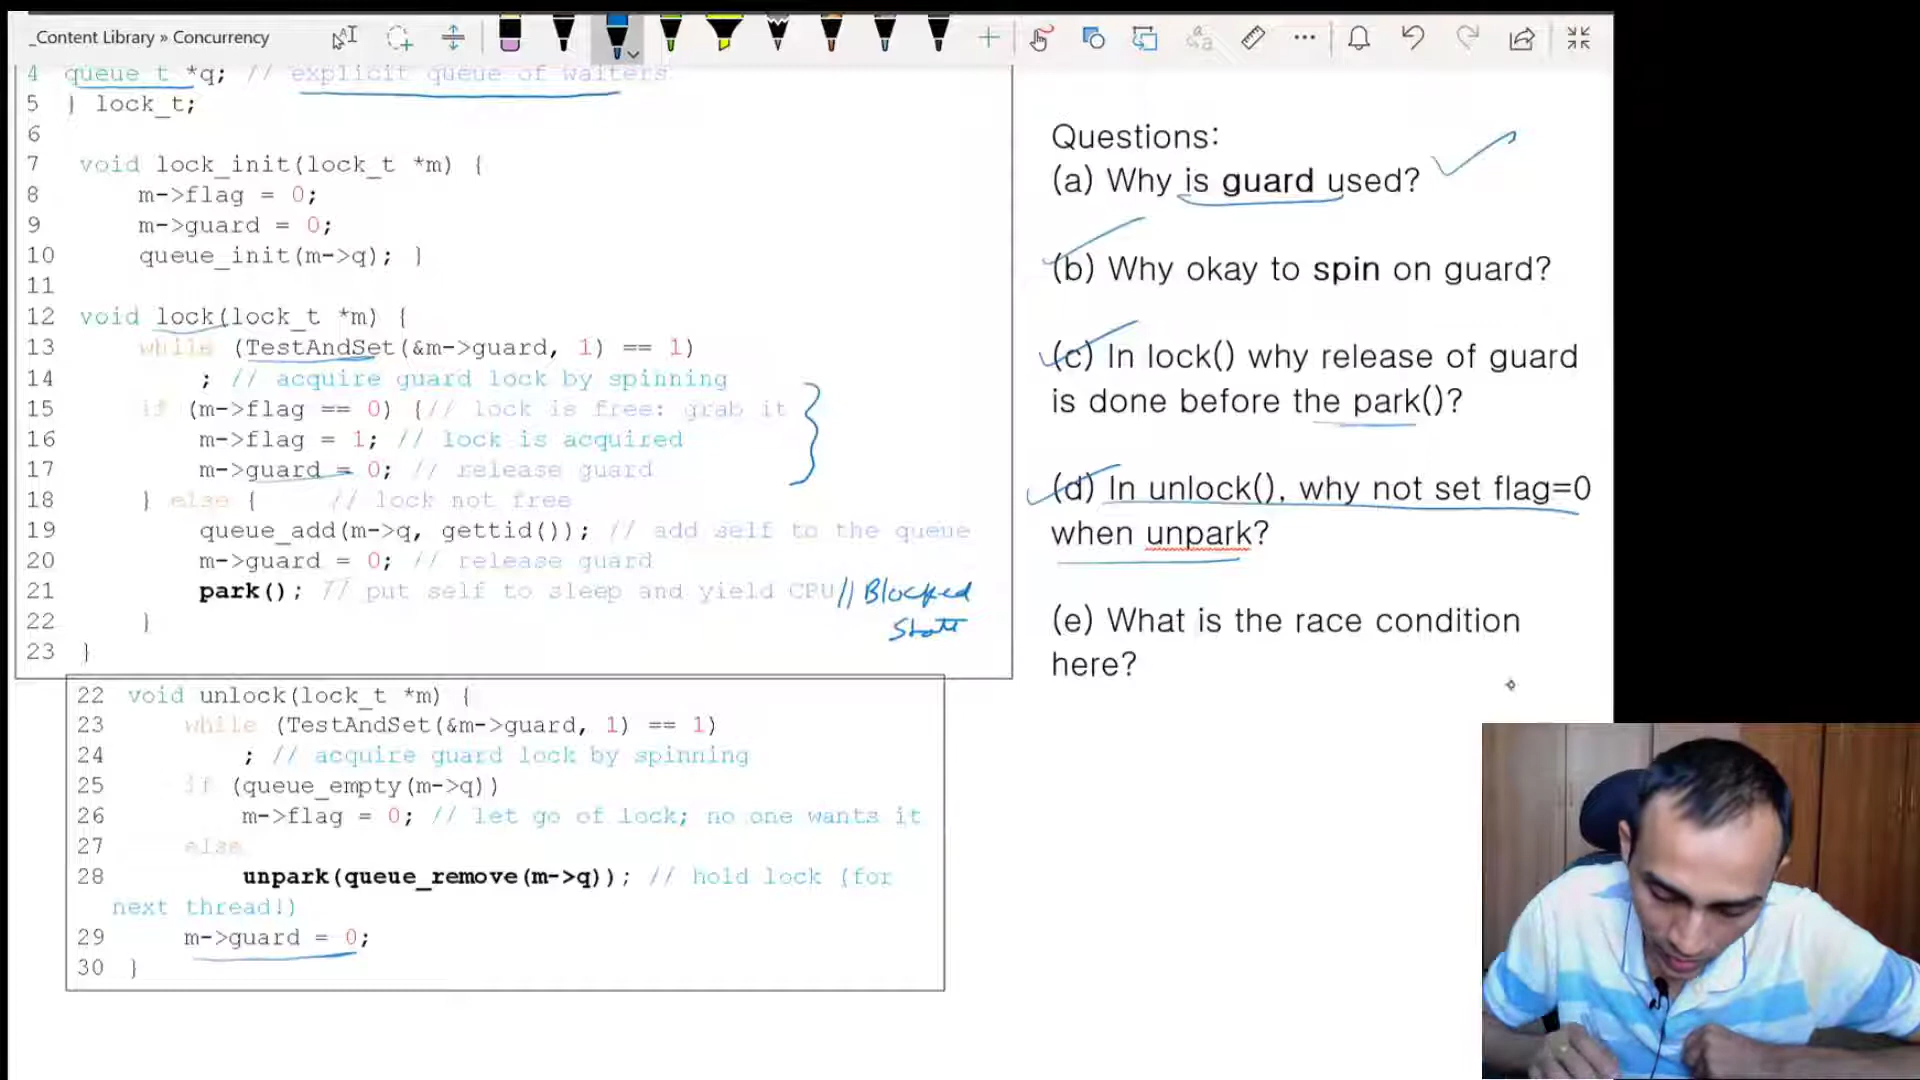 _Content Library » Concurrency
4 queue_t *q; // explicit queue of waiters
5 } lock_t;
6
7 void lock_init(lock_t *m) {
8 m->flag = 0;
9 m->guard = 0;
10 queue_init(m->q); }
11
12 void lock(lock_t *m) {
13 while (TestAndSet(&m->guard, 1) == 1)
14 ; // acquire guard lock by spinning
15 if (m->flag == 0) {// lock is free: grab it
16 m->flag = 1; // lock is acquired
17 m->guard = 0; // release guard
18 } else { // lock not free
19 queue_add(m->q, gettid()); // add self to the queue
20 m->guard = 0; // release guard
21 park(); // put self to sleep and yield CPU // Blocked
State
22 }
23 }
22 void unlock(lock_t *m) {
23 while (TestAndSet(&m->guard, 1) == 1)
24 ; // acquire guard lock by spinning
25 if (queue_empty(m->q))
26 m->flag = 0; // let go of lock; no one wants it
27 else
28 unpark(queue_remove(m->q)); // hold lock (for
next thread!)
29 m->guard = 0;
30 }
Questions:
(a) Why is guard used?
(b) Why okay to spin on guard?
(c) In lock() why release of guard
is done before the park()?
(d) In unlock(), why not set flag=0
when unpark?
(e) What is the race condition
here?